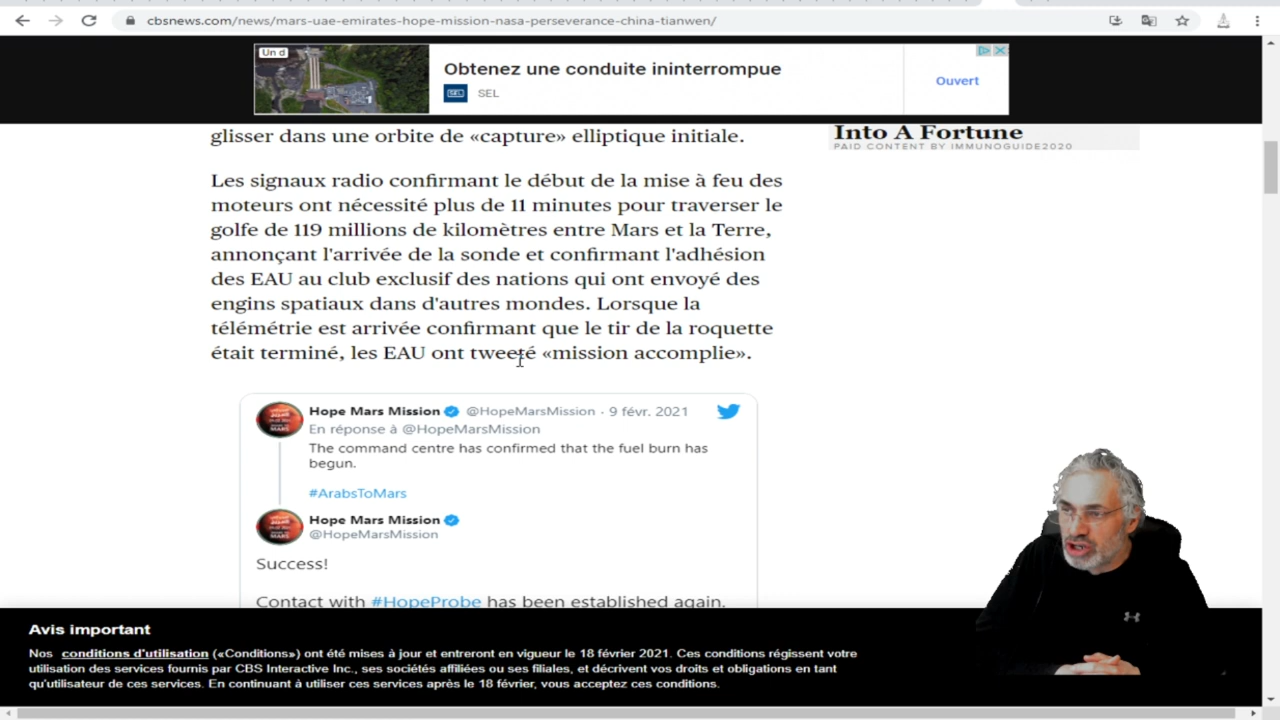 cbsnews.com/news/mars-uae-emirates-hope-mission-nasa-perseverance-china-tianwen/
Un d
Obtenez une conduite ininterrompue
SEL
SEL
Ouvert
glisser dans une orbite de «capture» elliptique initiale.
Into A Fortune
PAID CONTENT BY IMMUNOGUIDE2020
Les signaux radio confirmant le début de la mise à feu des
moteurs ont nécessité plus de 11 minutes pour traverser le
golfe de 119 millions de kilomètres entre Mars et la Terre,
annonçant l'arrivée de la sonde et confirmant l'adhésion
des EAU au club exclusif des nations qui ont envoyé des
engins spatiaux dans d'autres mondes. Lorsque la
télémétrie est arrivée confirmant que le tir de la roquette
était terminé, les EAU ont tweeté «mission accomplie».
Hope Mars Mission @HopeMarsMission · 9 févr. 2021
En réponse à @HopeMarsMission
The command centre has confirmed that the fuel burn has
begun.
#ArabsToMars
Hope Mars Mission
@HopeMarsMission
Success!
Contact with #HopeProbe has been established again.
Avis important
Nos conditions d'utilisation («Conditions») ont été mises à jour et entreront en vigueur le 18 février 2021. Ces conditions régissent votre
utilisation des services fournis par CBS Interactive Inc., ses sociétés affiliées ou ses filiales, et décrivent vos droits et obligations en tant
qu'utilisateur de ces services. En continuant à utiliser ces services après le 18 février, vous acceptez ces conditions.